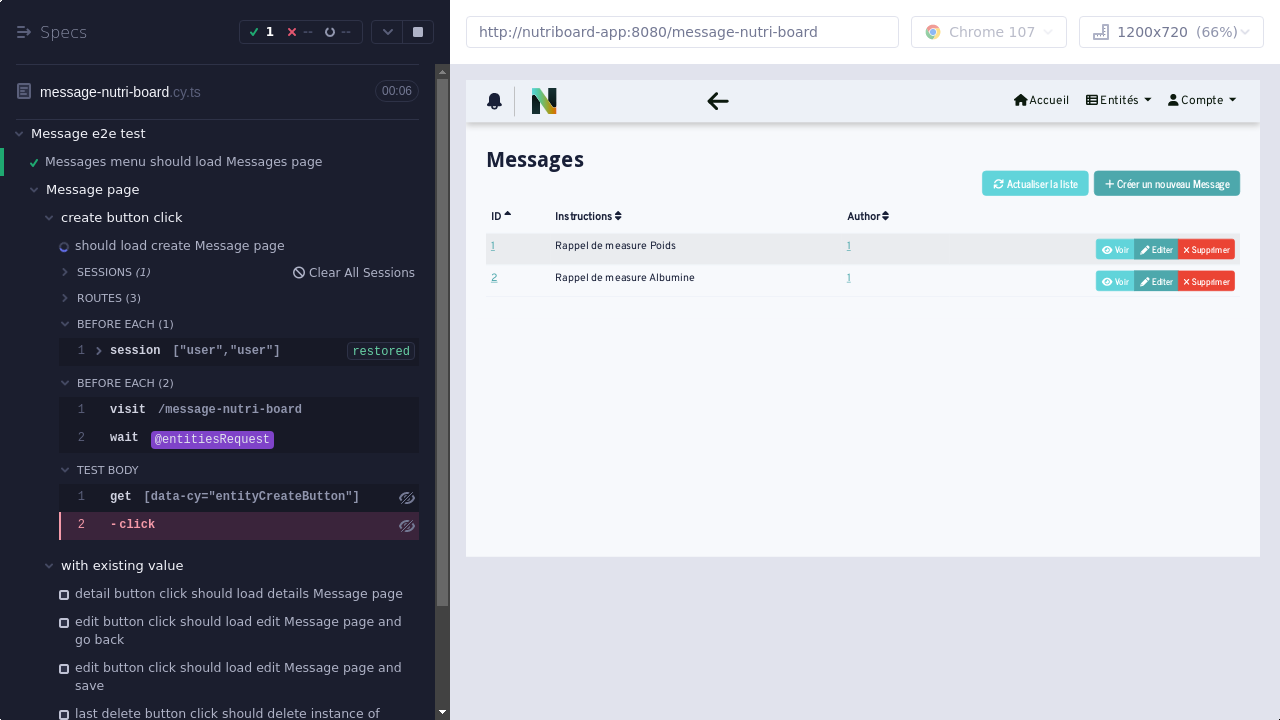 Specs
1
--
--
message-nutri-board.cy.ts
00:06
Message e2e test
Messages menu should load Messages page
Message page
create button click
should load create Message page
SESSIONS (1)
Clear All Sessions
ROUTES (3)
BEFORE EACH (1)
1 session ["user","user"] restored
BEFORE EACH (2)
1 visit /message-nutri-board
2 wait @entitiesRequest
TEST BODY
1 get [data-cy="entityCreateButton"]
2 -click
with existing value
detail button click should load details Message page
edit button click should load edit Message page and
go back
edit button click should load edit Message page and
save
last delete button click should delete instance of
http://nutriboard-app:8080/message-nutri-board
Chrome 107
1200x720 (66%)
N
Accueil
Entités
Compte
Messages
Actualiser la liste
Créer un nouveau Message
ID Instructions Author
1 Rappel de measure Poids 1 Voir Editer Supprimer
2 Rappel de measure Albumine 1 Voir Editer Supprimer